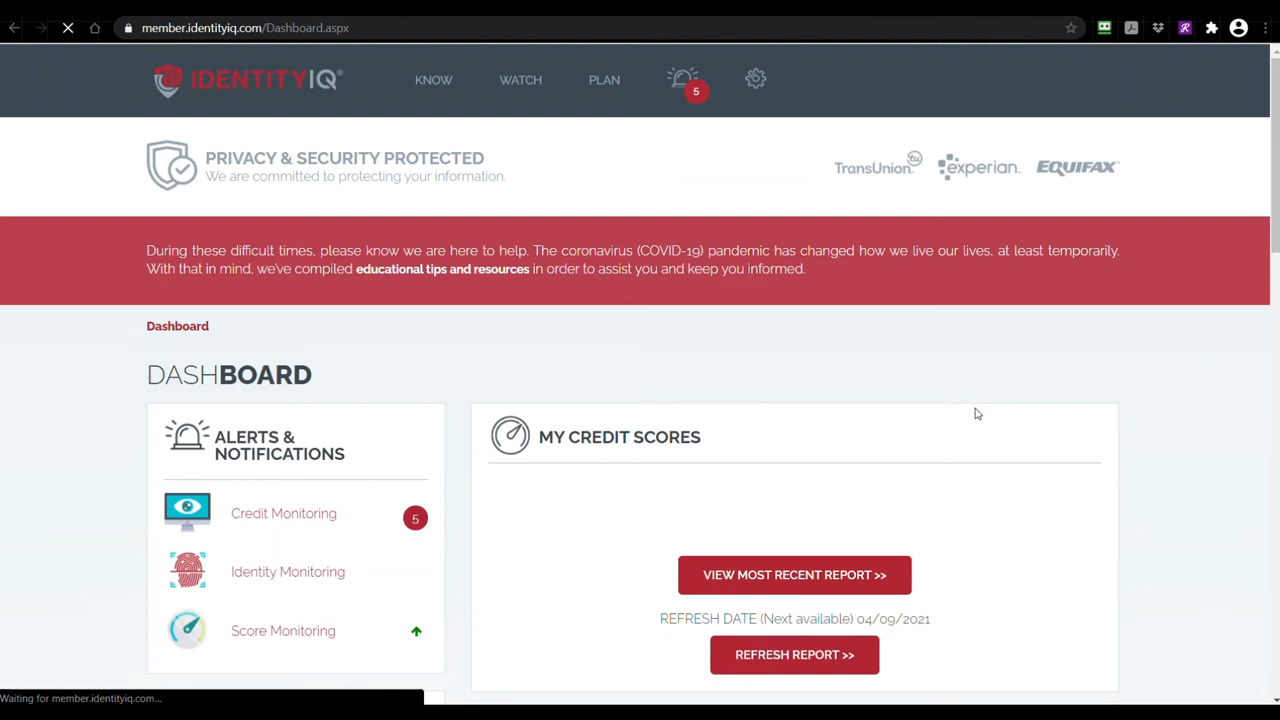 member.identityiq.com/Dashboard.aspx
IDENTITYIQ
KNOW
WATCH
PLAN
5
PRIVACY & SECURITY PROTECTED
We are committed to protecting your information.
TransUnion
tu
experian.
EQUIFAX
During these difficult times, please know we are here to help. The coronavirus (COVID-19) pandemic has changed how we live our lives, at least temporarily.
With that in mind, we've compiled educational tips and resources in order to assist you and keep you informed.
Dashboard
DASHBOARD
ALERTS &
NOTIFICATIONS
Credit Monitoring
5
Identity Monitoring
Score Monitoring
MY CREDIT SCORES
VIEW MOST RECENT REPORT >>
REFRESH DATE (Next available) 04/09/2021
REFRESH REPORT >>
Waiting for member.identityiq.com...